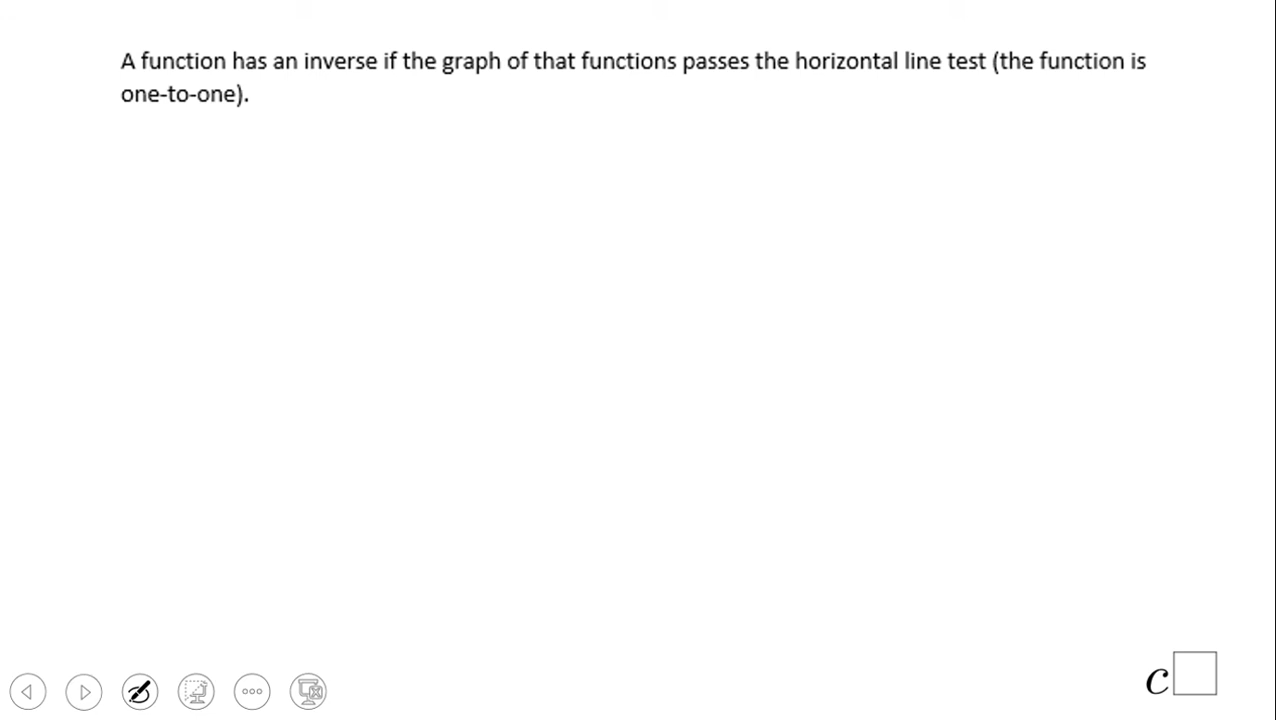 A function has an inverse if the graph of that functions passes the horizontal line test (the function is
one-to-one).
c